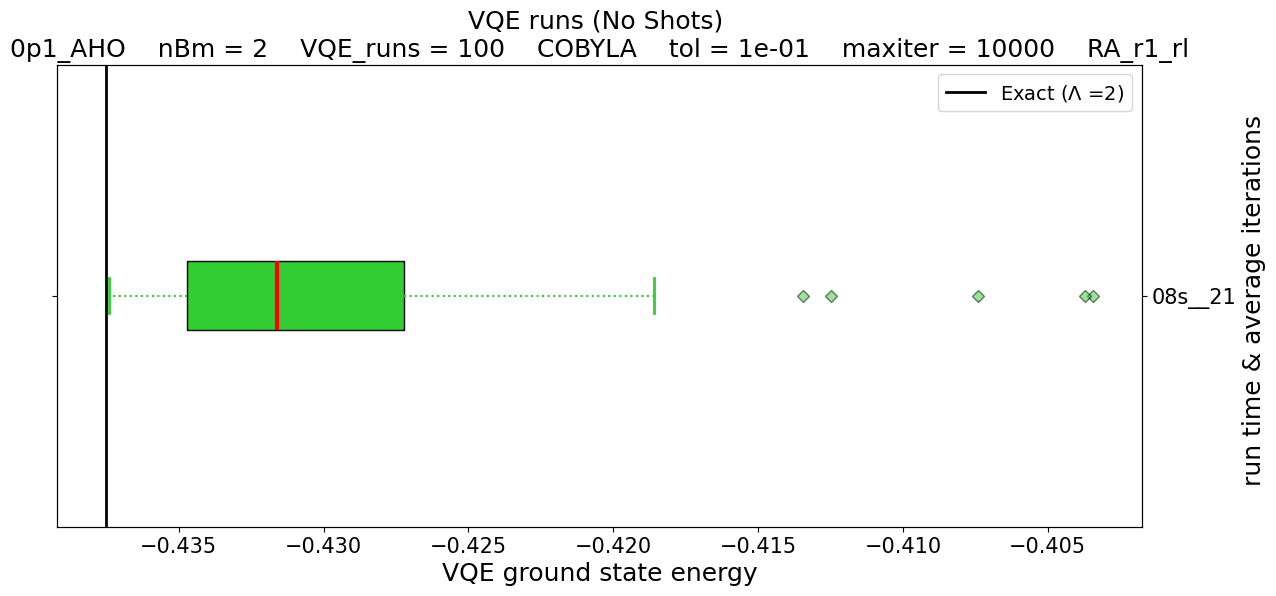 VQE runs (No Shots)
0p1_AHO    nBm = 2    VQE_runs = 100    COBYLA    tol = 1e-01    maxiter = 10000    RA_r1_rl
Exact (Λ =2)
08s__21
run time & average iterations
−0.435 −0.430 −0.425 −0.420 −0.415 −0.410 −0.405
VQE ground state energy